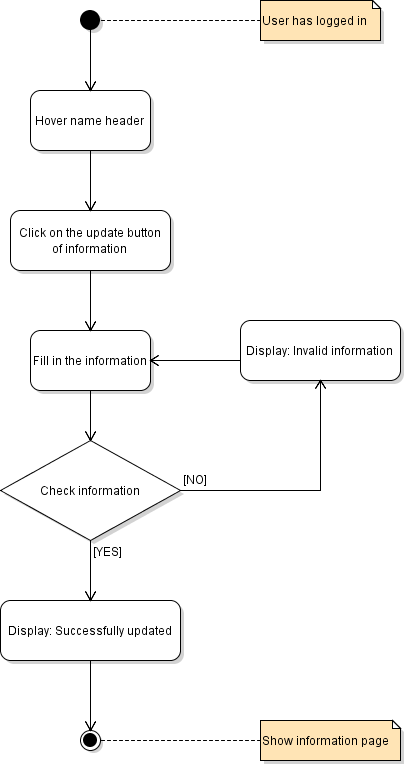 User has logged in
Hover name header
Click on the update button
of information
Fill in the information
Display: Invalid information
Check information
[NO]
[YES]
Display: Successfully updated
Show information page